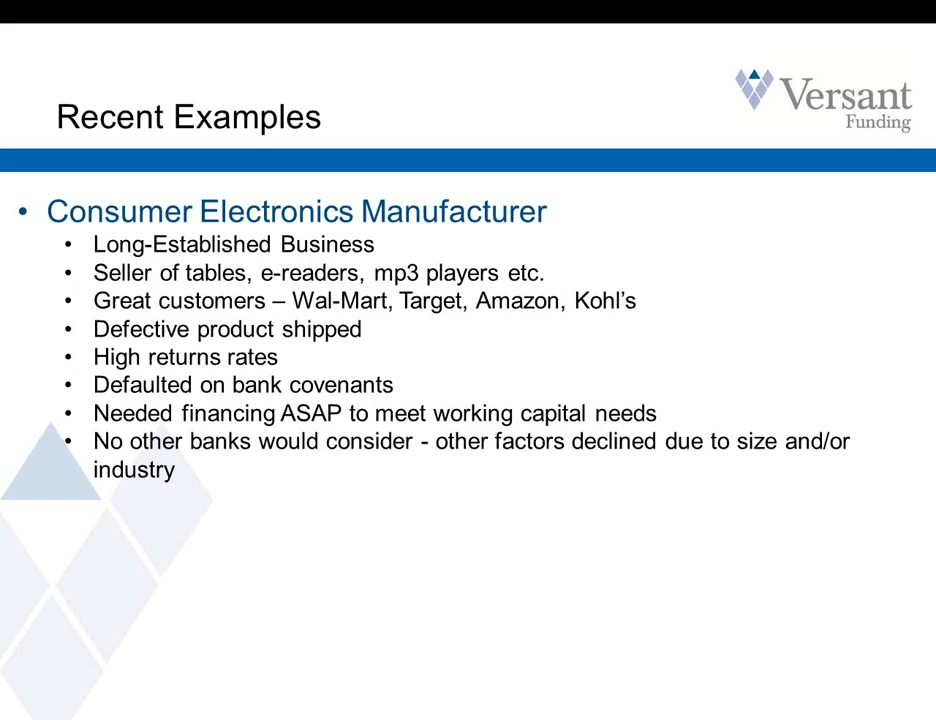 Versant
Funding
Recent Examples
• Consumer Electronics Manufacturer
• Long-Established Business
• Seller of tables, e-readers, mp3 players etc.
• Great customers – Wal-Mart, Target, Amazon, Kohl’s
• Defective product shipped
• High returns rates
• Defaulted on bank covenants
• Needed financing ASAP to meet working capital needs
• No other banks would consider - other factors declined due to size and/or
industry